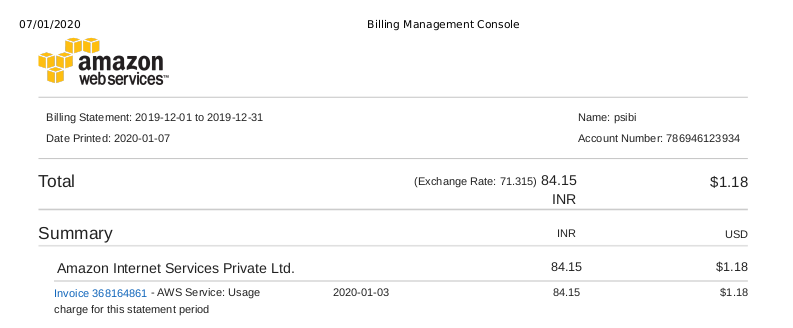 07/01/2020 Billing Management Console
amazon
webservices™
Billing Statement: 2019-12-01 to 2019-12-31 Name: psibi
Date Printed: 2020-01-07 Account Number: 786946123934
Total (Exchange Rate: 71.315) 84.15 $1.18
INR
Summary INR USD
Amazon Internet Services Private Ltd. 84.15 $1.18
Invoice 368164861 - AWS Service: Usage 2020-01-03 84.15 $1.18
charge for this statement period